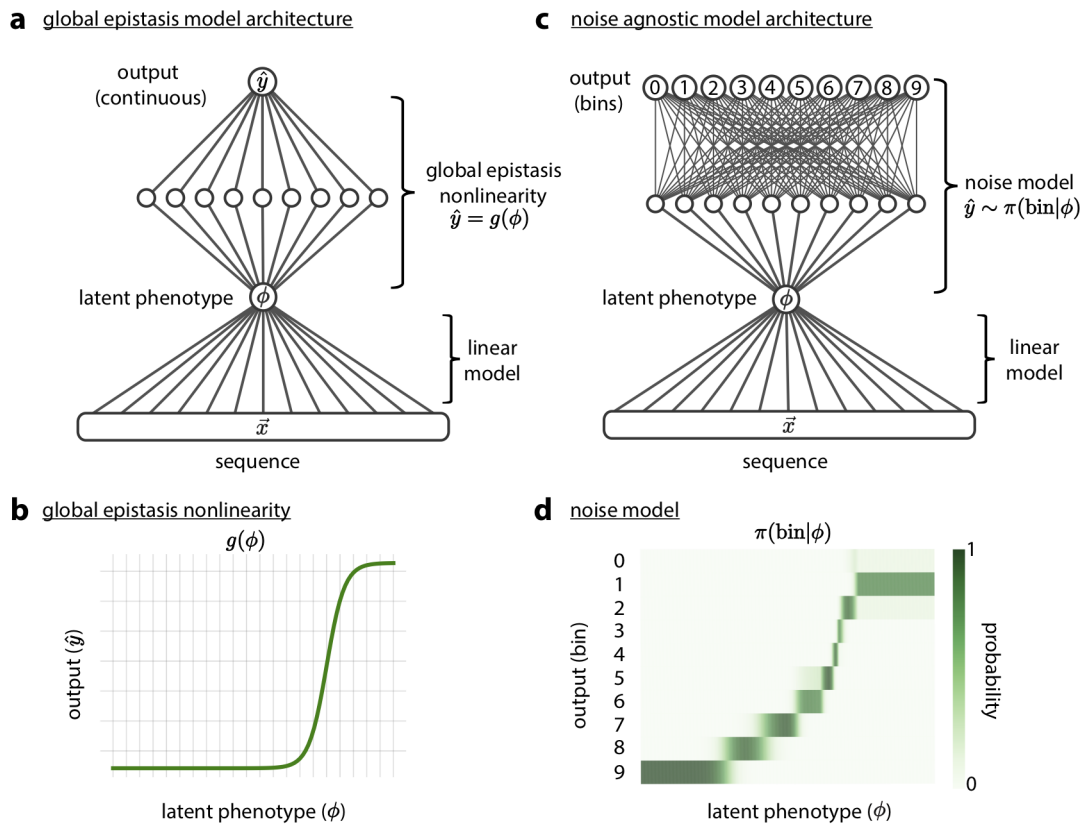 a global epistasis model architecture
output
(continuous)
ŷ
global epistasis
nonlinearity
ŷ = g(ϕ)
latent phenotype
ϕ
linear
model
x⃗
sequence
b global epistasis nonlinearity
g(ϕ)
output (ŷ)
latent phenotype (ϕ)
c noise agnostic model architecture
output
(bins)
0 1 2 3 4 5 6 7 8 9
noise model
ŷ ∼ π(bin|ϕ)
latent phenotype
ϕ
linear
model
x⃗
sequence
d noise model
π(bin|ϕ)
output (bin)
0
1
2
3
4
5
6
7
8
9
latent phenotype (ϕ)
1
probability
0